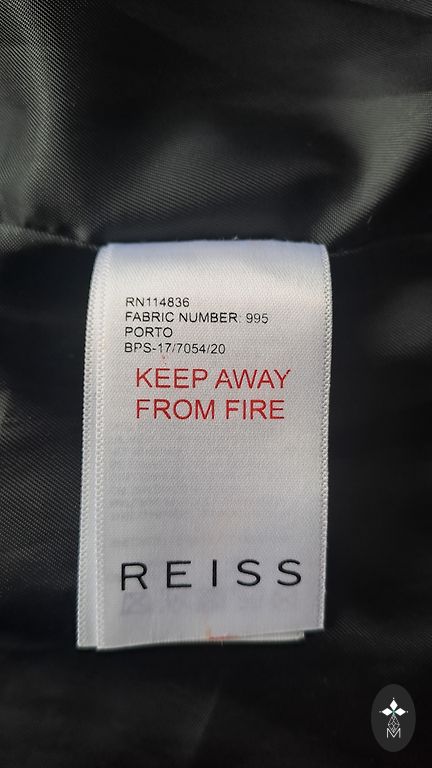 RN114836
FABRIC NUMBER: 995
PORTO
BPS-17/7054/20
KEEP AWAY
FROM FIRE
REISS
M